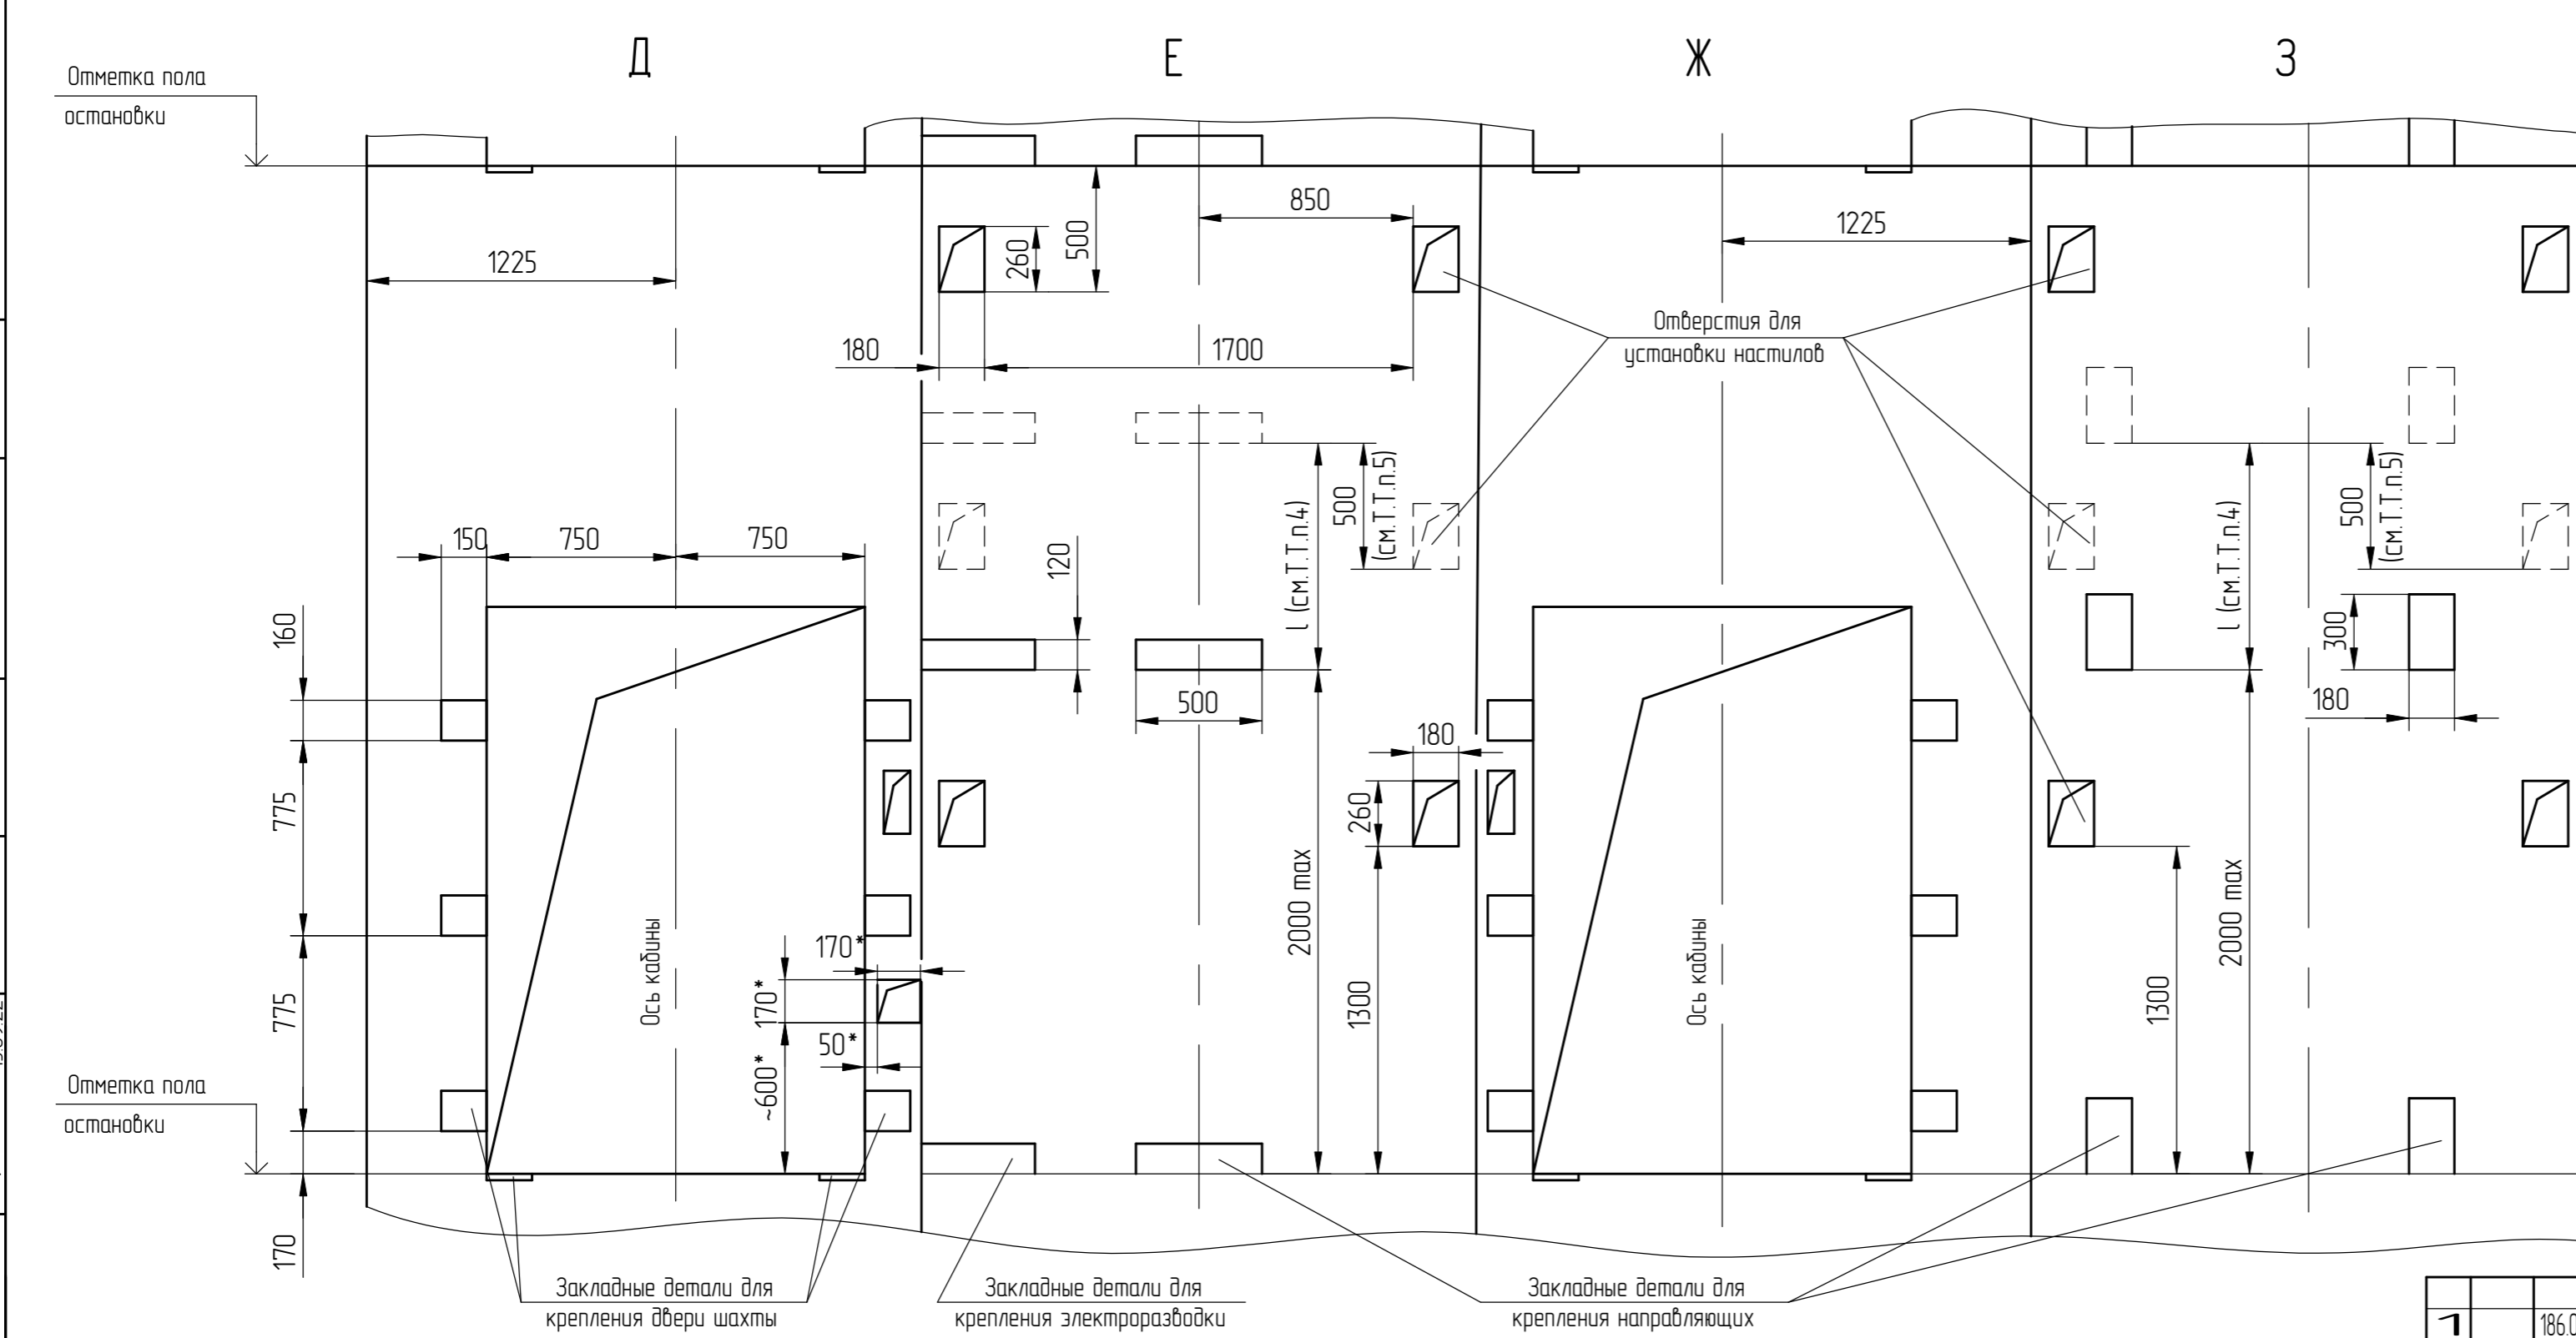 Д
Е
Ж
З
Отметка пола
остановки
850
1225
260
500
1225
Отверстия для
установки настилов
180
1700
l (см.Т.Т.п.4)
500
(см.Т.Т.п.5)
l (см.Т.Т.п.4)
500
(см.Т.Т.п.5)
150
750
750
120
160
300
500
180
180
775
260
2000 max
2000 max
Ось кабины
170*
Ось кабины
775
170*
1300
1300
50*
~600*
Отметка пола
остановки
170
Закладные детали для
крепления двери шахты
Закладные детали для
крепления электроразводки
Закладные детали для
крепления направляющих
1
186.0